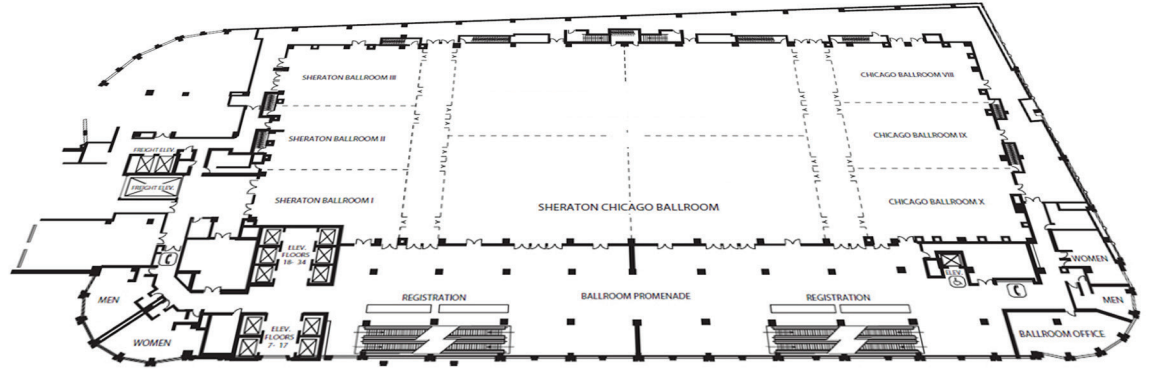 SHERATON BALLROOM III
CHICAGO BALLROOM VIII
SHERATON BALLROOM II
CHICAGO BALLROOM IX
FREIGHT ELEV.
FREIGHT ELEV.
SHERATON BALLROOM I
CHICAGO BALLROOM X
SHERATON CHICAGO BALLROOM
ELEV.
FLOORS
18- 34
WOMEN
ELEV.
MEN
REGISTRATION
BALLROOM PROMENADE
REGISTRATION
MEN
ELEV.
FLOORS
7- 17
WOMEN
BALLROOM OFFICE